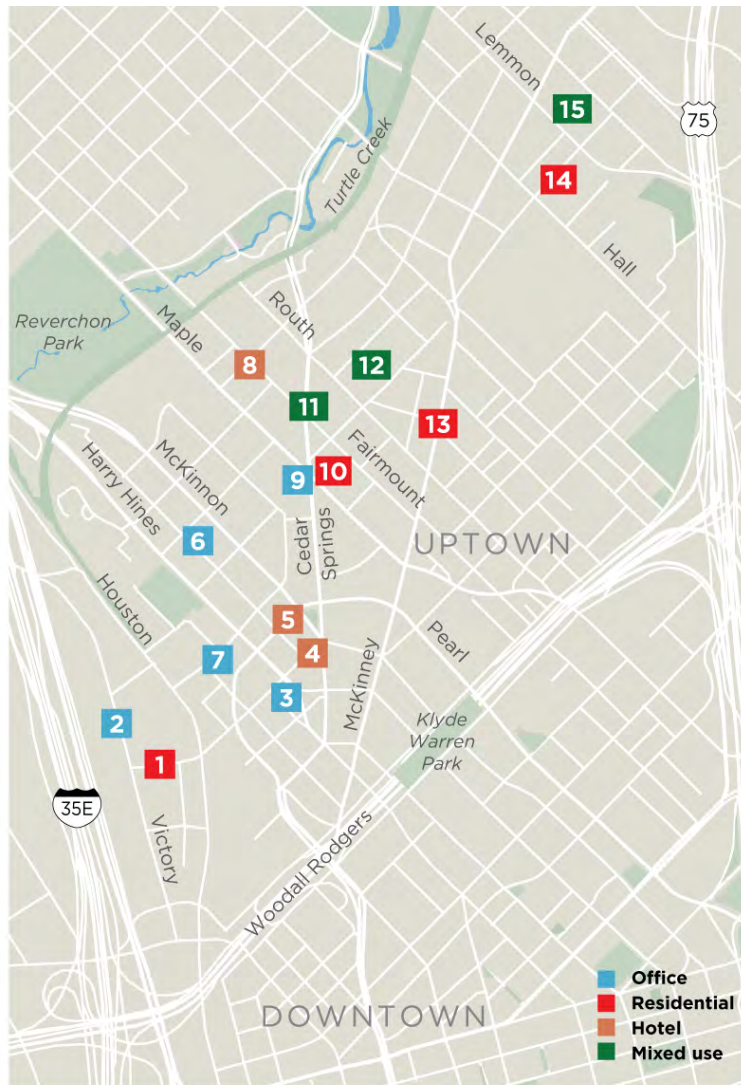 Lemmon
15
75
14
Turtle Creek
Hall
Routh
Maple
Reverchon
Park
8
12
11
13
McKinnon
Fairmount
Harry Hines
9
10
6
Cedar
Springs
UPTOWN
Houston
5
Pearl
7
4
3
McKinney
2
Klyde
Warren
Park
1
35E
Victory
Woodall Rodgers
DOWNTOWN
Office
Residential
Hotel
Mixed use